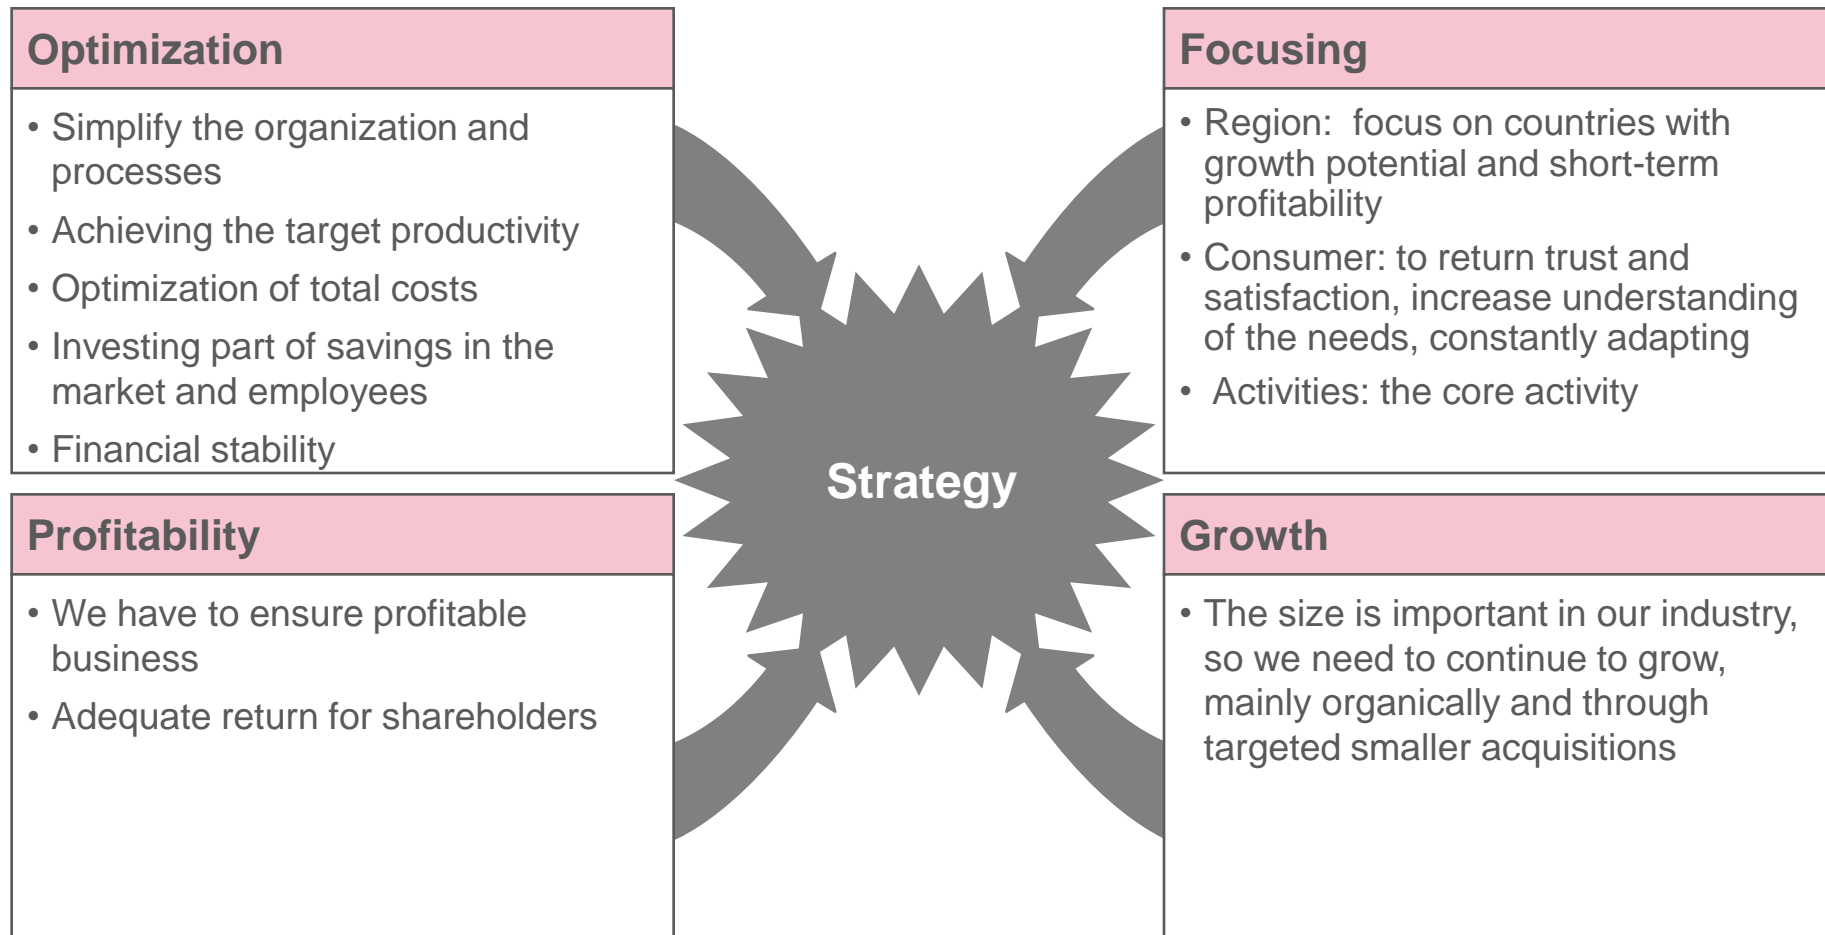 Optimization
• Simplify the organization and
processes
• Achieving the target productivity
• Optimization of total costs
• Investing part of savings in the
market and employees
• Financial stability
Focusing
• Region:  focus on countries with
growth potential and short-term
profitability
• Consumer: to return trust and
satisfaction, increase understanding
of the needs, constantly adapting
•  Activities: the core activity
Strategy
Profitability
• We have to ensure profitable
business
• Adequate return for shareholders
Growth
• The size is important in our industry,
so we need to continue to grow,
mainly organically and through
targeted smaller acquisitions